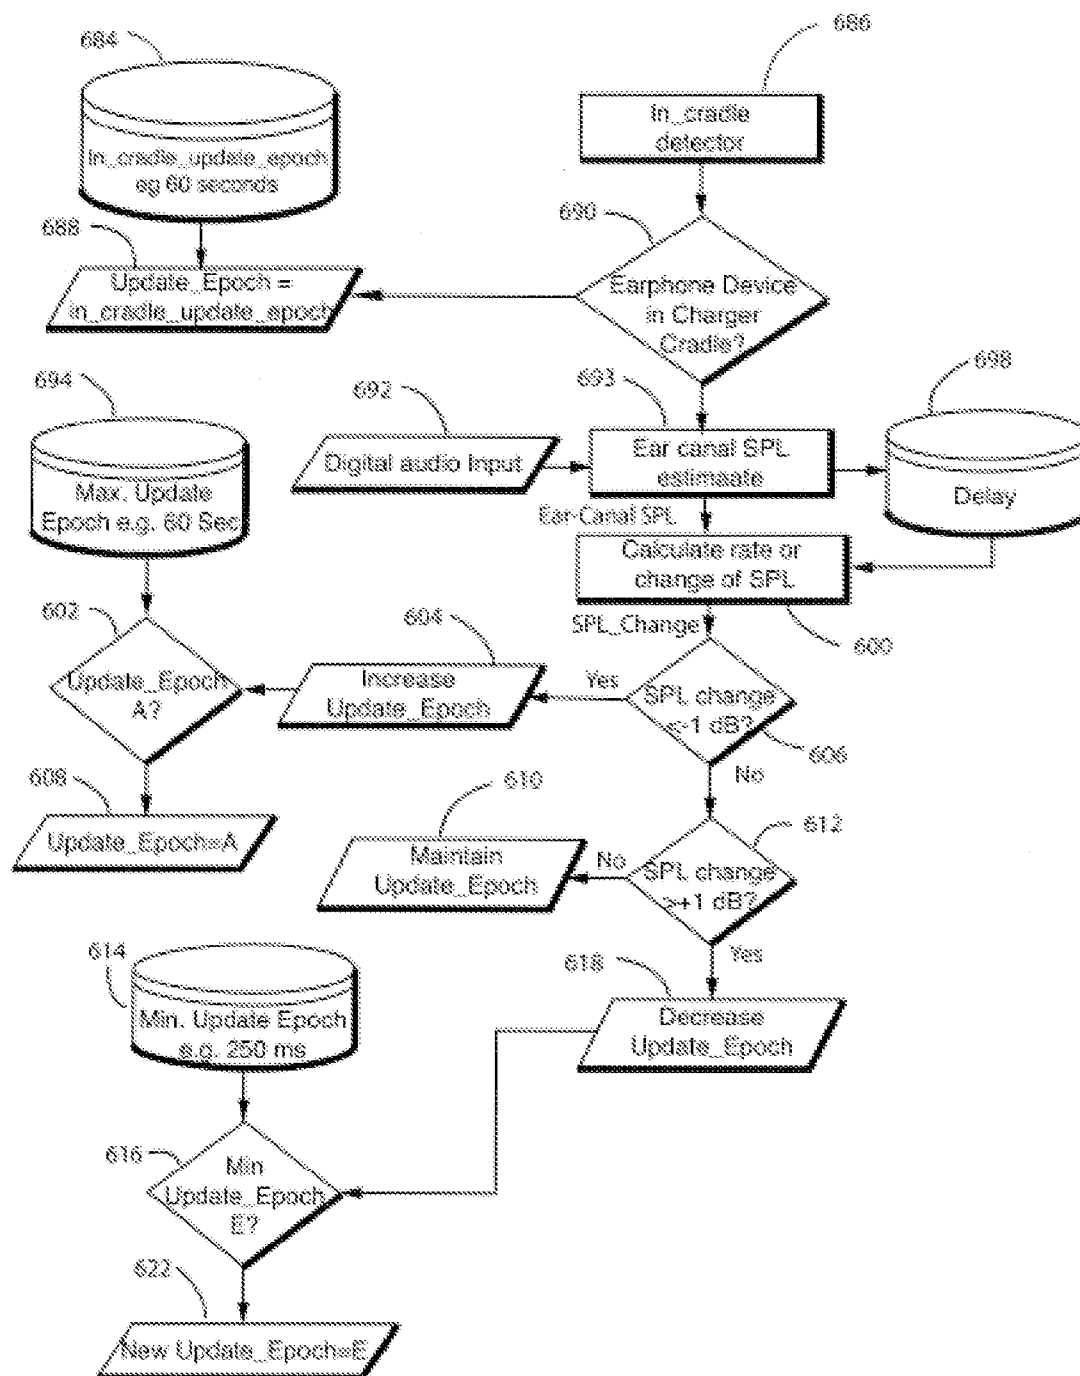 684
In_cradle_update_epoch
eg 60 seconds
686
In_cradle
detector
688
Update_Epoch =
in_cradle_update_epoch
690
Earphone Device
in Charger
Cradle?
694
Max. Update
Epoch e.g. 60 Sec
692
Digital audio Input
693
Ear canal SPL
estimaate
698
Delay
Ear-Canal SPL
Calculate rate or
change of SPL
600
SPL_Change
602
Update_Epoch
A?
604
Increase
Update_Epoch
Yes
SPL change
<-1 dB?
606
No
608
Update_Epoch=A
610
Maintain
Update_Epoch
No
612
SPL change
>+1 dB?
Yes
614
Min. Update Epoch
e.g. 250 ms
618
Decrease
Update_Epoch
616
Min
Update_Epoch
E?
622
New Update_Epoch=E